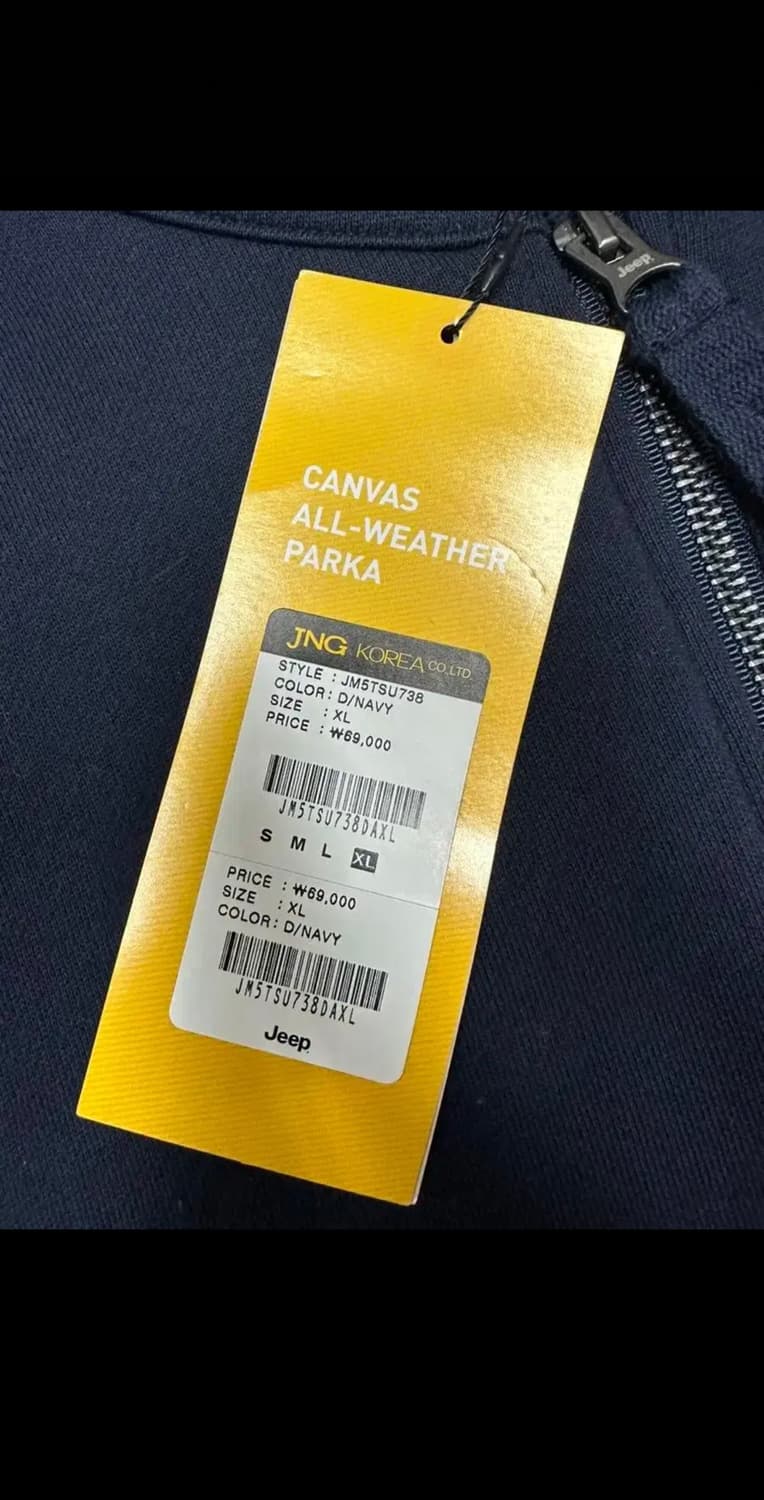 Jeep
CANVAS
ALL-WEATHER
PARKA
JNG KOREA CO.,LTD.
STYLE : JM5TSU738
COLOR : D/NAVY
SIZE : XL
PRICE : ₩69,000
JM5TSU738DAXL
S M L XL
PRICE : ₩69,000
SIZE : XL
COLOR : D/NAVY
JM5TSU738DAXL
Jeep